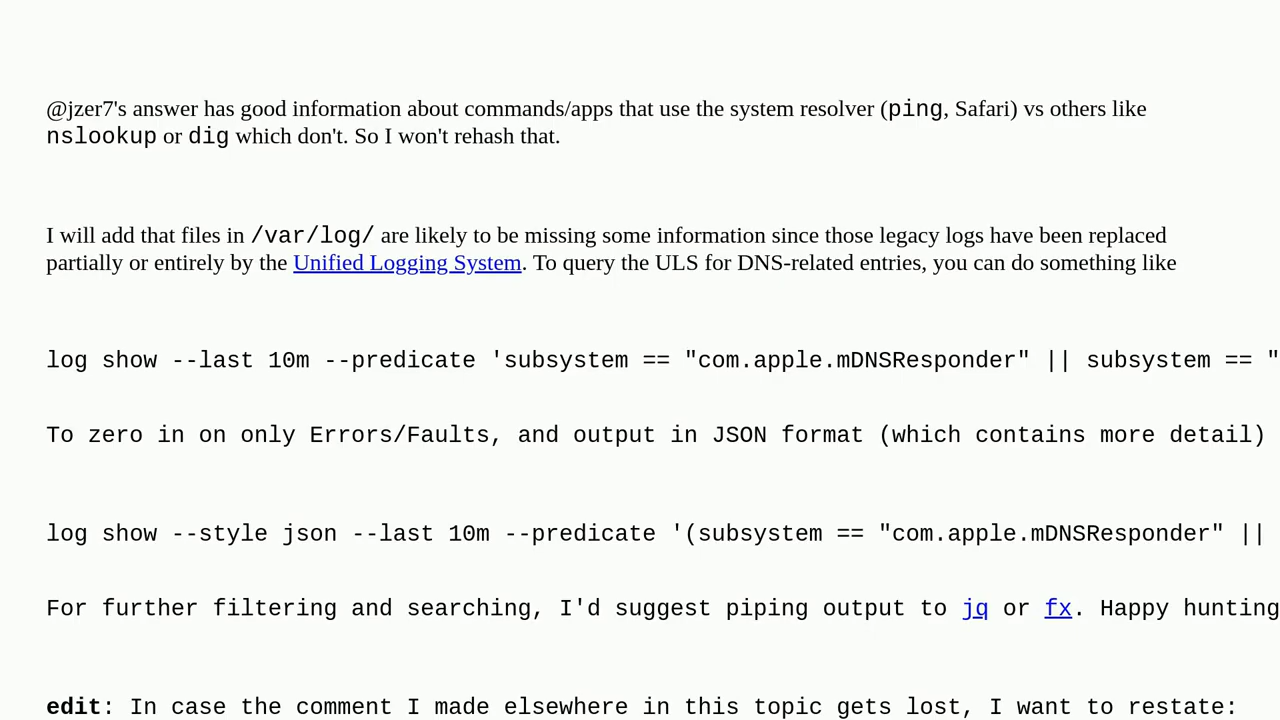 @jzer7's answer has good information about commands/apps that use the system resolver (ping, Safari) vs others like
nslookup or dig which don't. So I won't rehash that.
I will add that files in /var/log/ are likely to be missing some information since those legacy logs have been replaced
partially or entirely by the Unified Logging System. To query the ULS for DNS-related entries, you can do something like
log show --last 10m --predicate 'subsystem == "com.apple.mDNSResponder" || subsystem == "
To zero in on only Errors/Faults, and output in JSON format (which contains more detail)
log show --style json --last 10m --predicate '(subsystem == "com.apple.mDNSResponder" ||
For further filtering and searching, I'd suggest piping output to jq or fx. Happy hunting
edit: In case the comment I made elsewhere in this topic gets lost, I want to restate: